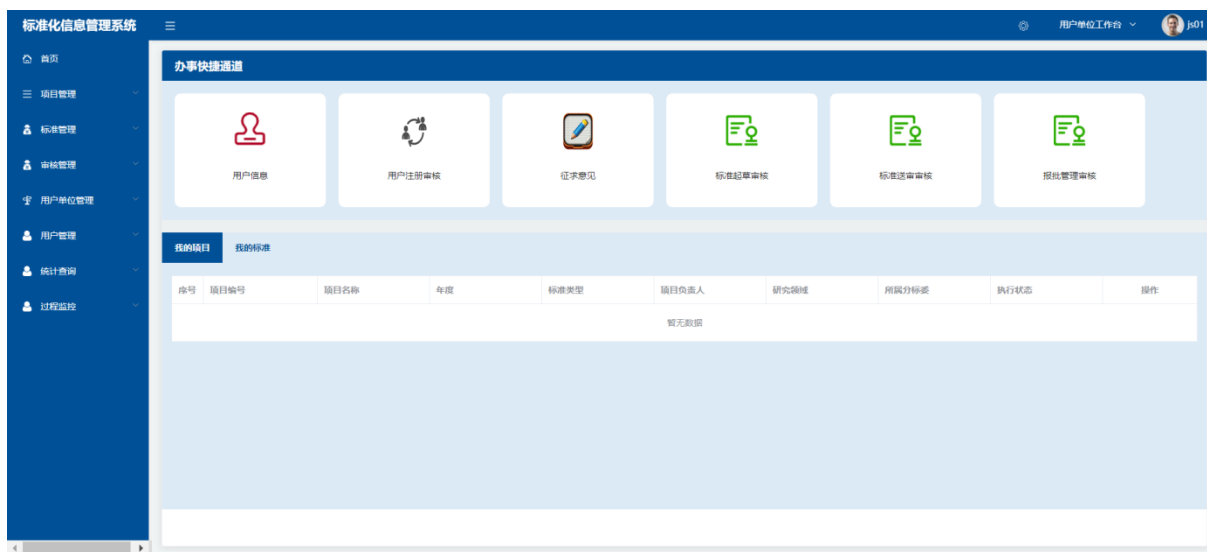 标准化信息管理系统
用户单位工作台
js01
首页
项目管理
标准管理
审核管理
用户单位管理
用户管理
统计查询
过程监控
办事快捷通道
用户信息
用户注册审核
征求意见
标准起草审核
标准送审审核
报批管理审核
我的项目
我的标准
序号 项目编号 项目名称 年度 标准类型 项目负责人 研究领域 所属分标委 执行状态 操作
暂无数据